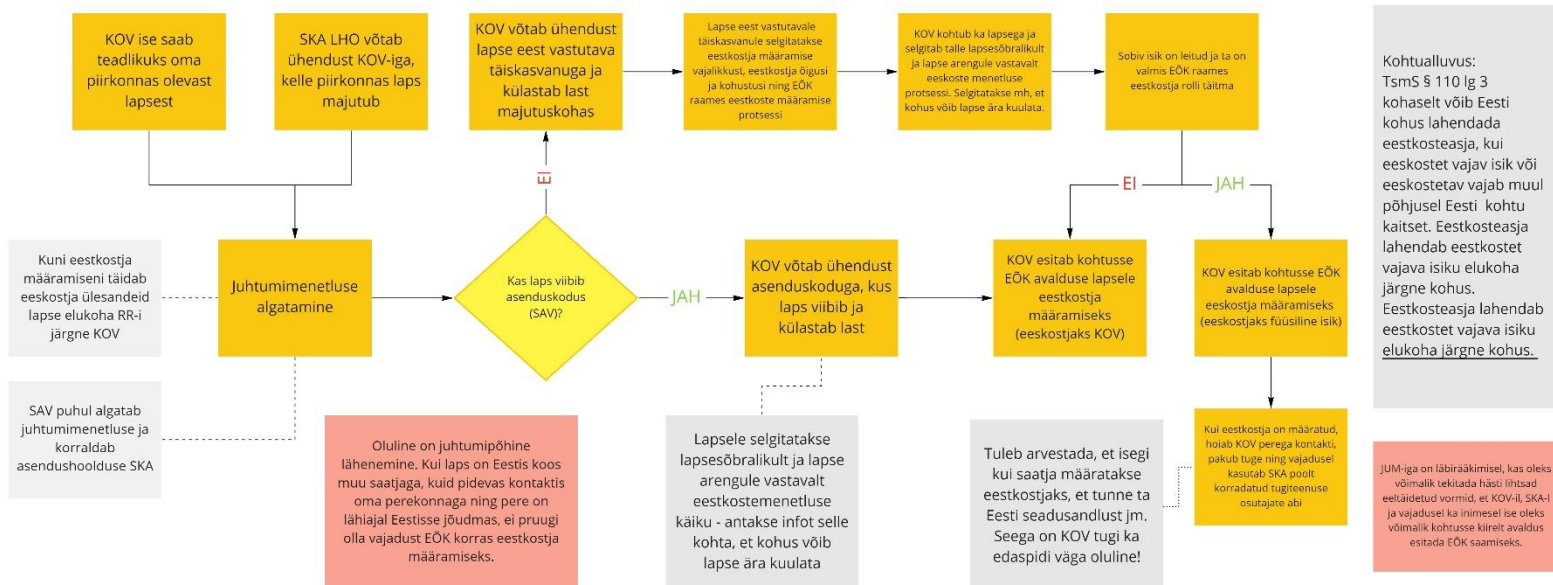 KOV ise saab
teadlikuks oma
piirkonnas olevast
lapsest
SKA LHO võtab
ühendust KOV-iga,
kelle piirkonnas laps
majutub
KOV võtab ühendust
lapse eest vastutava
täiskasvanuga ja
külastab last
majutuskohas
Lapse eest vastutavale
täiskasvanule selgitatakse
eestkostja määramise
vajalikkust, eestkostja õigusi
ja kohustusi ning EÕK
raames eestkoste määramise
protsessi
KOV kohtub ka lapsega ja
selgitab talle lapsesõbralikult
ja lapse arengule vastavalt
eeskoste menetluse
protsessi. Selgitatakse mh, et
kohus võib lapse ära kuulata.
Sobiv isik on leitud ja ta on
valmis EÕK raames
eestkostja rolli täitma
Kohtualluvus:
TsmS § 110 lg 3
kohaselt võib Eesti
kohus lahendada
eestkosteasja, kui
eeskostet vajav isik või
eeskostetav vajab muul
põhjusel Eesti kohtu
kaitset. Eestkosteasja
lahendab eestkostet
vajava isiku elukoha
järgne kohus.
Eestkosteasja lahendab
eestkostet vajava isiku
elukoha järgne kohus.
EI
EI
JAH
Kuni eestkostja
määramiseni täidab
eeskostja ülesandeid
lapse elukoha RR-i
järgne KOV
Juhtumimenetluse
algatamine
Kas laps viibib
asenduskodus
(SAV)?
JAH
KOV võtab ühendust
asenduskoduga, kus
laps viibib ja
külastab last
KOV esitab kohtusse
EÕK avalduse lapsele
eestkostja
määramiseks
(eeskostjaks KOV)
KOV esitab kohtusse EÕK
avalduse lapsele
eeskostja määramiseks
(eeskostjaks füüsiline isik)
SAV puhul algatab
juhtumimenetluse ja
korraldab
asendushoolduse SKA
Oluline on juhtumipõhine
lähenemine. Kui laps on Eestis koos
muu saatjaga, kuid pidevas kontaktis
oma perekonnaga ning pere on
lähiajal Eestisse jõudmas, ei pruugi
olla vajadust EÕK korras eestkostja
määramiseks.
Lapsele selgitatakse
lapsesõbralikult ja lapse
arengule vastavalt
eestkostemenetluse
käiku - antakse infot selle
kohta, et kohus võib
lapse ära kuulata
Tuleb arvestada, et isegi
kui saatja määratakse
eestkostjaks, et tunne ta
Eesti seadusandlust jm.
Seega on KOV tugi ka
edaspidi väga oluline!
Kui eestkostja on määratud,
hoiab KOV perega kontakti,
pakub tuge ning vajadusel
kasutab SKA poolt
korradatud tugiteenuse
osutajate abi
JUM-iga on läbirääkimisel, kas oleks
võimalik tekitada hästi lihtsad
eeltäidetud vormid, et KOV-il, SKA-l
ja vajadusel ka inimesel ise oleks
võimalik kohtusse kiirelt avaldus
esitada EÕK saamiseks.